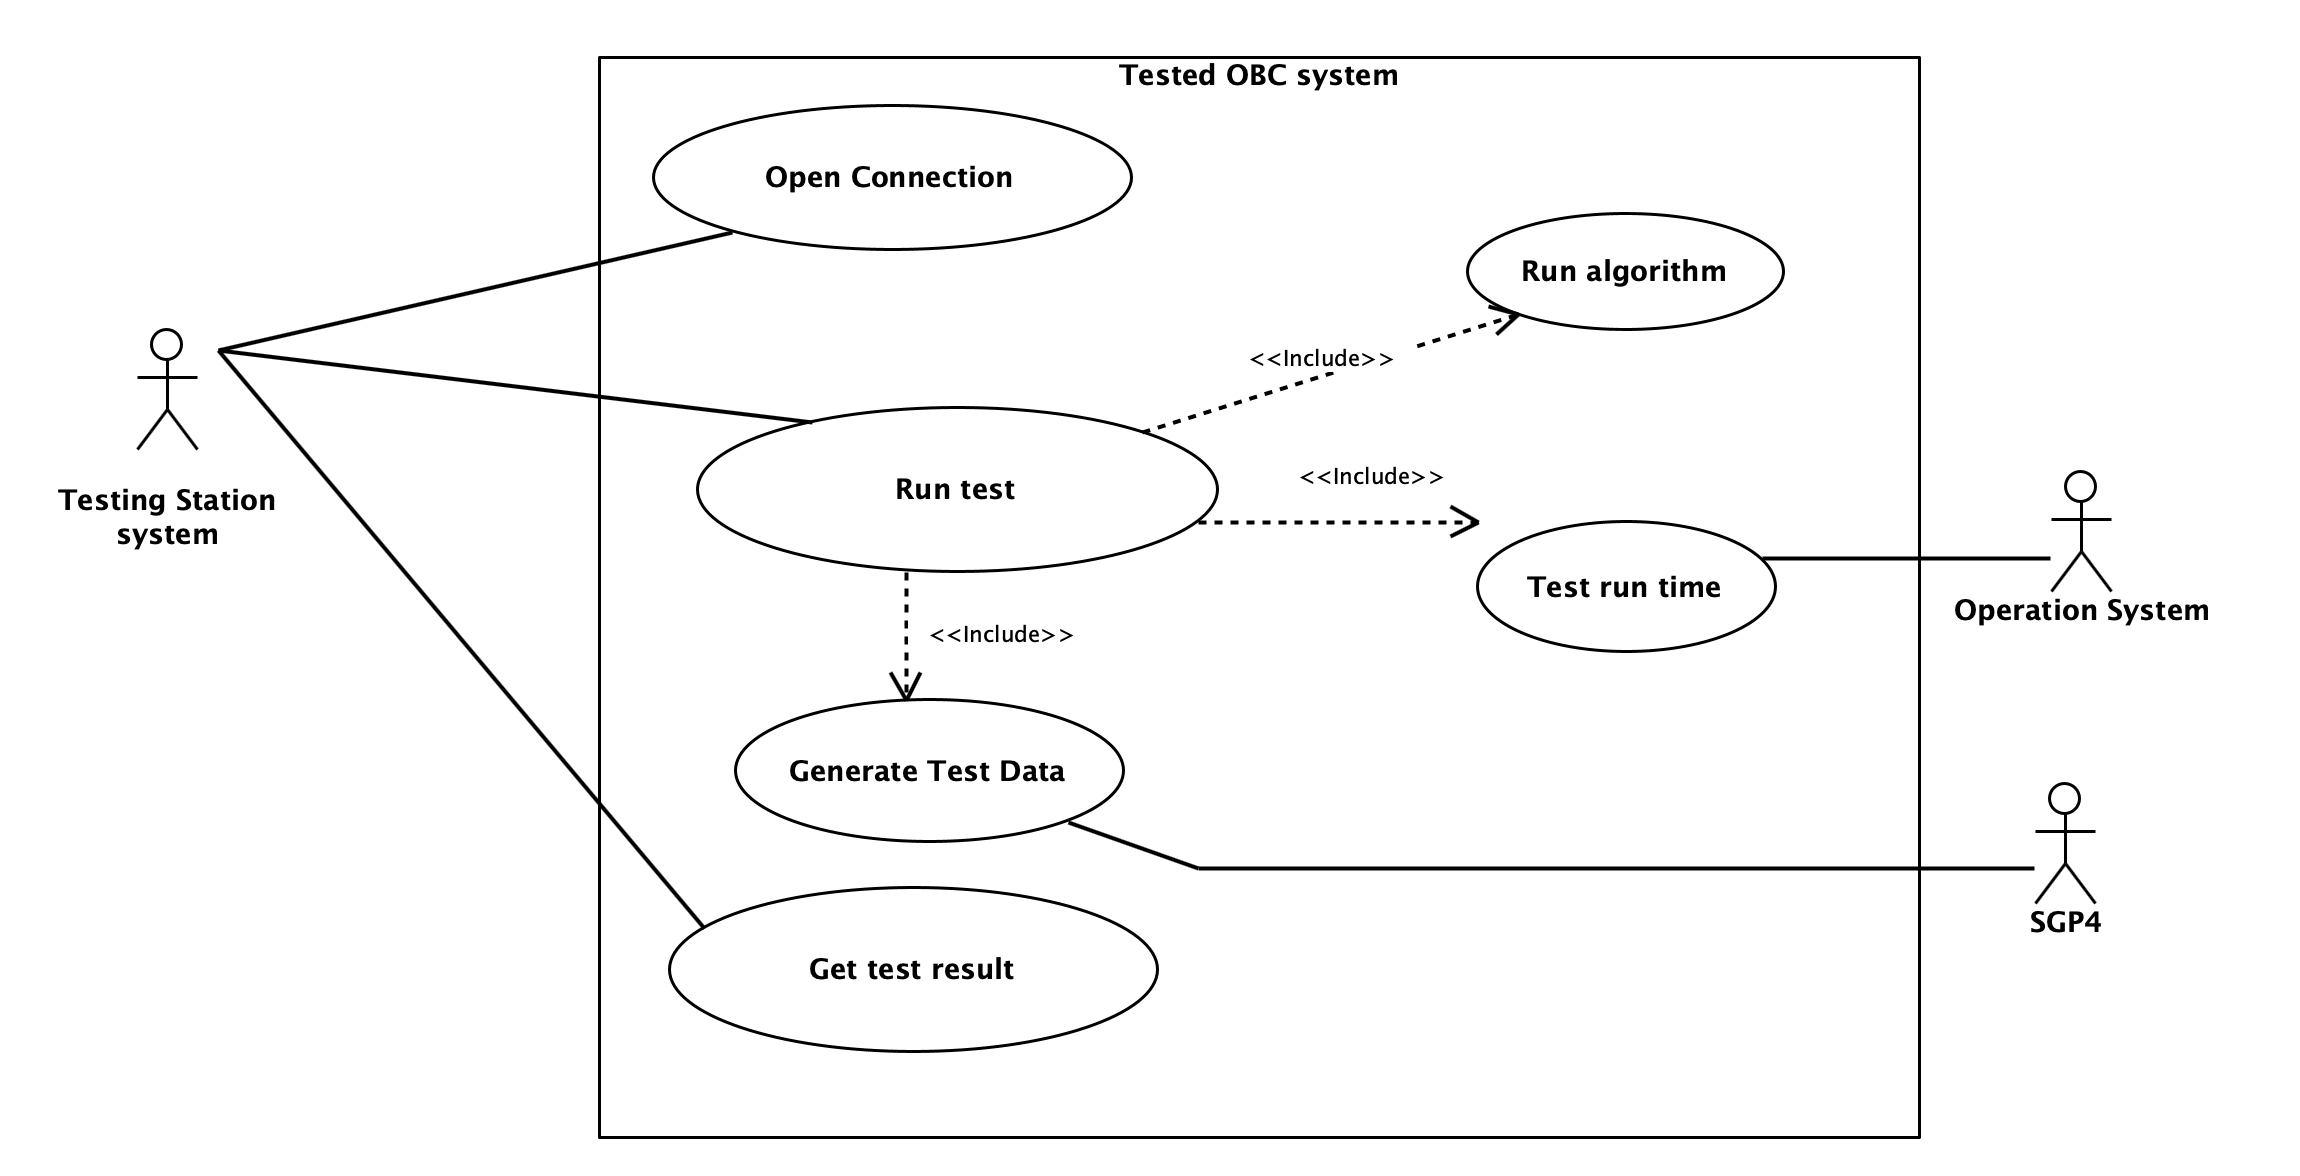 Tested OBC system
Open Connection
Run algorithm
<<Include>>
<<Include>>
Run test
Testing Station
system
Test run time
Operation System
<<Include>>
Generate Test Data
SGP4
Get test result